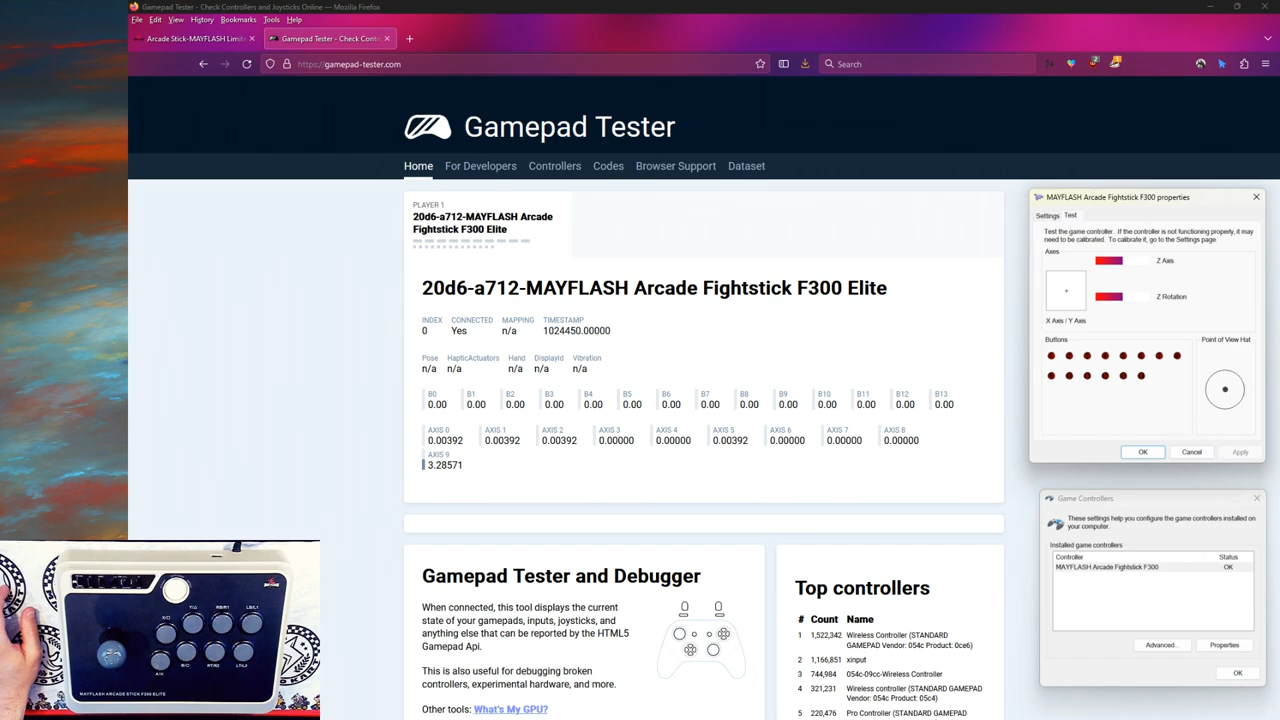 Gamepad Tester - Check Controllers and Joysticks Online — Mozilla Firefox
File Edit View History Bookmarks Tools Help
Arcade Stick-MAYFLASH Limite
Gamepad Tester - Check Contr
https://gamepad-tester.com
Search
Gamepad Tester
Home For Developers Controllers Codes Browser Support Dataset
PLAYER 1
20d6-a712-MAYFLASH Arcade
Fightstick F300 Elite
20d6-a712-MAYFLASH Arcade Fightstick F300 Elite
INDEX CONNECTED MAPPING TIMESTAMP
0 Yes n/a 1024450.00000
Pose HapticActuators Hand DisplayId Vibration
n/a n/a n/a n/a n/a
B0 B1 B2 B3 B4 B5 B6 B7 B8 B9 B10 B11 B12 B13
0.00 0.00 0.00 0.00 0.00 0.00 0.00 0.00 0.00 0.00 0.00 0.00 0.00 0.00
AXIS 0 AXIS 1 AXIS 2 AXIS 3 AXIS 4 AXIS 5 AXIS 6 AXIS 7 AXIS 8
0.00392 0.00392 0.00392 0.00000 0.00000 0.00392 0.00000 0.00000 0.00000
AXIS 9
3.28571
Gamepad Tester and Debugger
When connected, this tool displays the current
state of your gamepads, inputs, joysticks, and
anything else that can be reported by the HTML5
Gamepad Api.
This is also useful for debugging broken
controllers, experimental hardware, and more.
Other tools: What's My GPU?
Top controllers
# Count Name
1 1,522,342 Wireless Controller (STANDARD
GAMEPAD Vendor: 054c Product: 0ce6)
2 1,166,851 xinput
3 744,984 054c-09cc-Wireless Controller
4 321,231 Wireless controller (STANDARD GAMEPAD
Vendor: 054c Product: 05c4)
5 220,476 Pro Controller (STANDARD GAMEPAD
MAYFLASH Arcade Fightstick F300 properties
Settings Test
Test the game controller. If the controller is not functioning properly, it may
need to be calibrated. To calibrate it, go to the Settings page.
Axes
Z Axis
Z Rotation
X Axis / Y Axis
Buttons
Point of View Hat
OK Cancel Apply
Game Controllers
These settings help you configure the game controllers installed on
your computer.
Installed game controllers
Controller Status
MAYFLASH Arcade Fightstick F300 OK
Advanced... Properties
OK
Y/△ RB/R1 LB/L1
X/□
B/○ RT/R2 LT/L2
A/X
MAYFLASH ARCADE STICK F300 ELITE